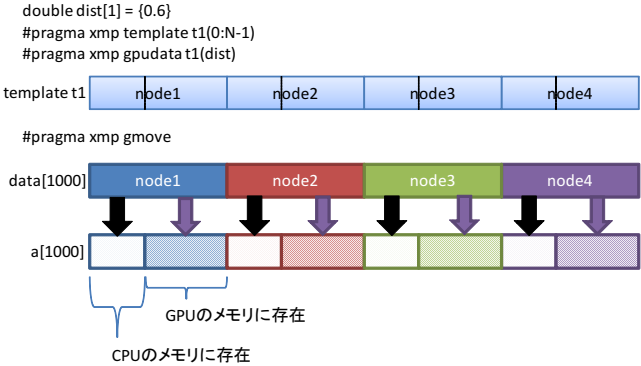 double dist[1] = {0.6}
#pragma xmp template t1(0:N-1)
#pragma xmp gpudata t1(dist)
template t1 node1 node2 node3 node4
#pragma xmp gmove
data[1000] node1 node2 node3 node4
a[1000]
GPUのメモリに存在
CPUのメモリに存在